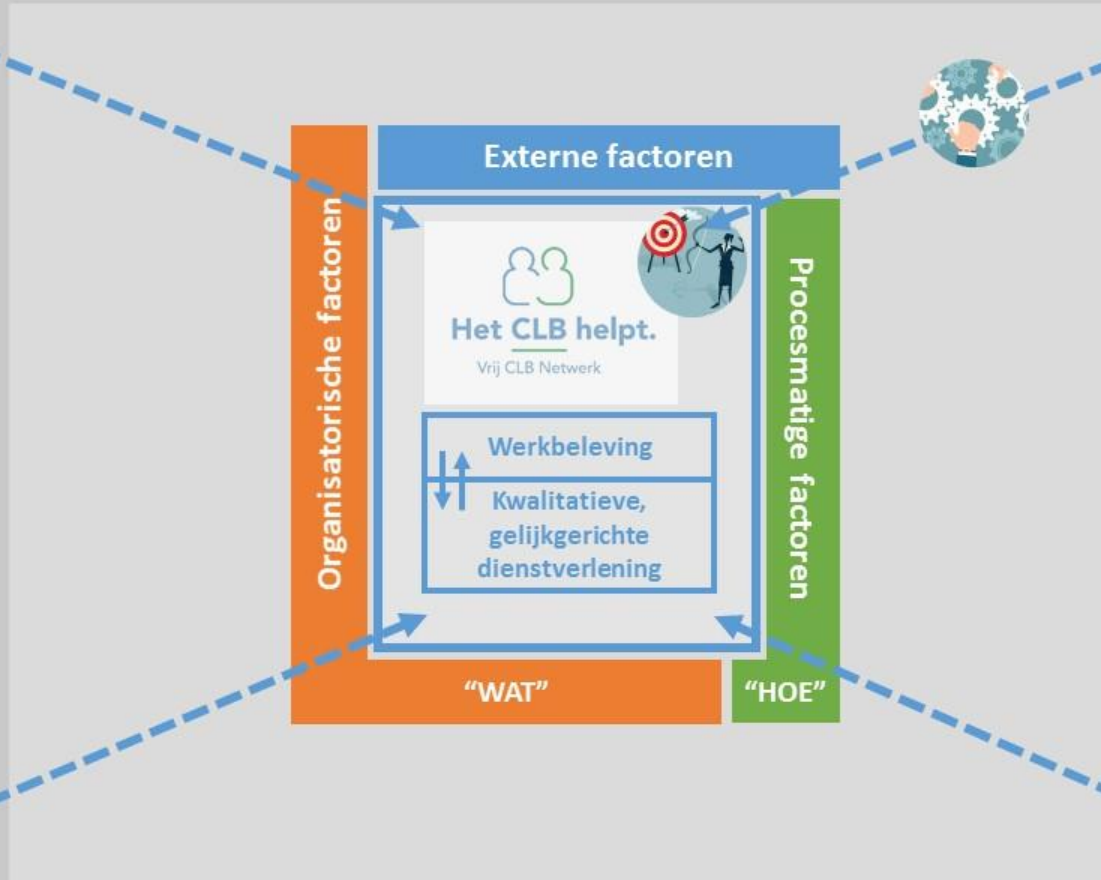 Externe factoren
Organisatorische factoren
Het CLB helpt.
Vrij CLB Netwerk
Procesmatige factoren
Werkbeleving
Kwalitatieve,
gelijkgerichte
dienstverlening
“WAT”
“HOE”